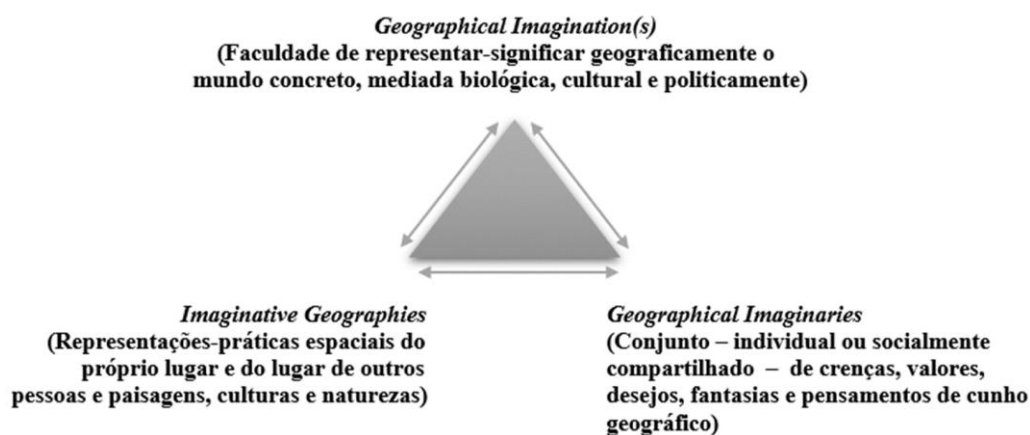 Geographical Imagination(s)
(Faculdade de representar-significar geograficamente o
mundo concreto, mediada biológica, cultural e politicamente)
Imaginative Geographies
(Representações-práticas espaciais do
próprio lugar e do lugar de outros
pessoas e paisagens, culturas e naturezas)
Geographical Imaginaries
(Conjunto – individual ou socialmente
compartilhado – de crenças, valores,
desejos, fantasias e pensamentos de cunho
geográfico)